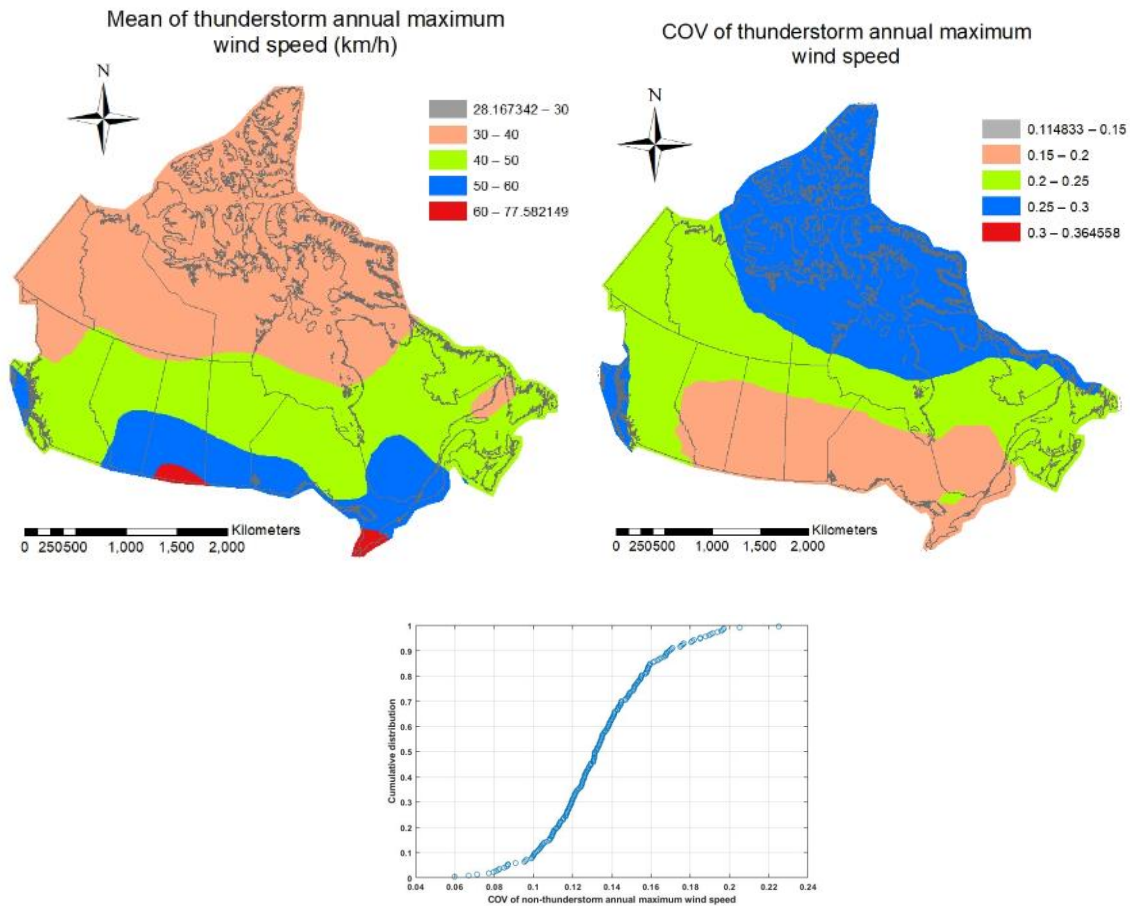 Mean of thunderstorm annual maximum
wind speed (km/h)
N
28.167342 – 30
30 – 40
40 – 50
50 – 60
60 – 77.582149
Kilometers
0 250500 1,000 1,500 2,000
COV of thunderstorm annual maximum
wind speed
N
0.114833 – 0.15
0.15 – 0.2
0.2 – 0.25
0.25 – 0.3
0.3 – 0.364558
Kilometers
0 250500 1,000 1,500 2,000
Cumulative distribution
1
0.9
0.8
0.7
0.6
0.5
0.4
0.3
0.2
0.1
0
0.04 0.06 0.08 0.1 0.12 0.14 0.16 0.18 0.2 0.22 0.24
COV of non-thunderstorm annual maximum wind speed